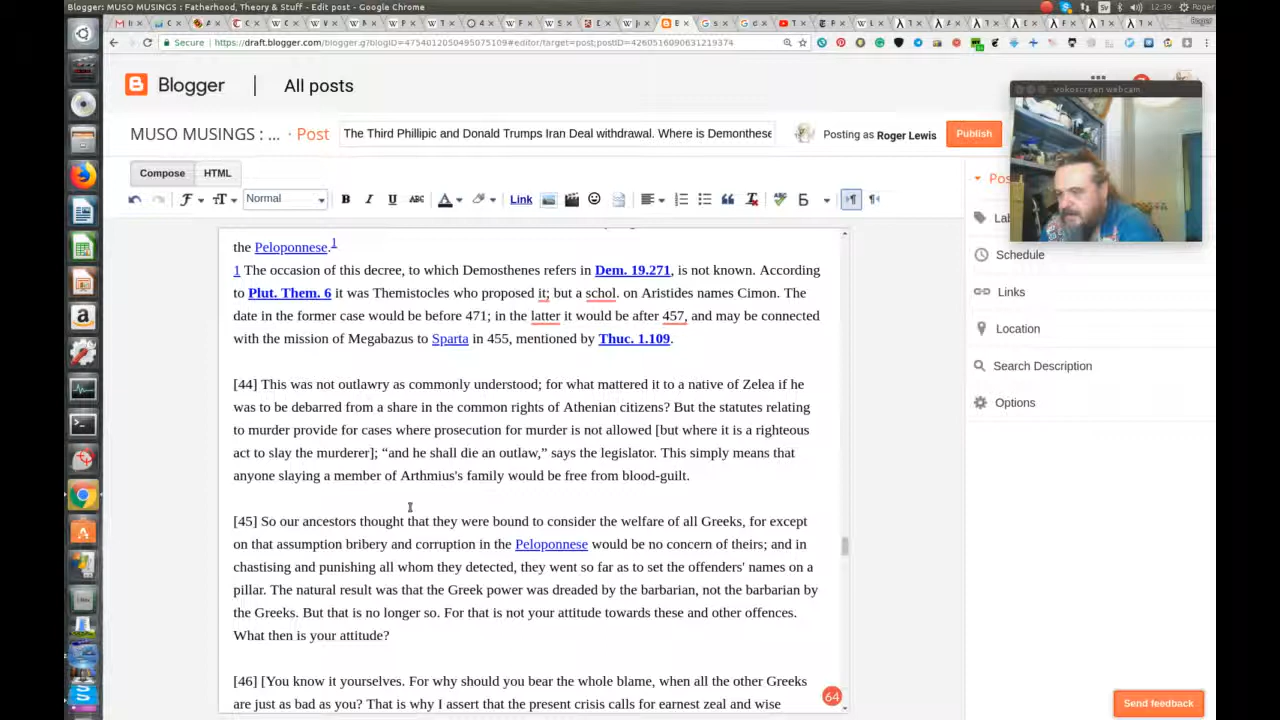 Blogger: MUSO MUSINGS : Fatherhood, Theory & Stuff - Edit post - Google Chrome
12:39 Roger
Secure https://draft.blogger.com/blogger.g?blogID=4754012050495075109#editor/target=post;postID=4260516090631219374
Blogger | All posts
vokoscreen webcam
MUSO MUSINGS : ... · Post
The Third Phillipic and Donald Trumps Iran Deal withdrawal. Where is Demonthese
Posting as Roger Lewis
Publish
Compose HTML
Normal
Link
the Peloponnese.1
1 The occasion of this decree, to which Demosthenes refers in Dem. 19.271, is not known. According
to Plut. Them. 6 it was Themistocles who proposed it; but a schol. on Aristides names Cimon. The
date in the former case would be before 471; in the latter it would be after 457, and may be connected
with the mission of Megabazus to Sparta in 455, mentioned by Thuc. 1.109.
[44] This was not outlawry as commonly understood; for what mattered it to a native of Zelea if he
was to be debarred from a share in the common rights of Athenian citizens? But the statutes relating
to murder provide for cases where prosecution for murder is not allowed [but where it is a righteous
act to slay the murderer]; “and he shall die an outlaw,” says the legislator. This simply means that
anyone slaying a member of Arthmius's family would be free from blood-guilt.
[45] So our ancestors thought that they were bound to consider the welfare of all Greeks, for except
on that assumption bribery and corruption in the Peloponnese would be no concern of theirs; and in
chastising and punishing all whom they detected, they went so far as to set the offenders' names on a
pillar. The natural result was that the Greek power was dreaded by the barbarian, not the barbarian by
the Greeks. But that is no longer so. For that is not your attitude towards these and other offences.
What then is your attitude?
[46] [You know it yourselves. For why should you bear the whole blame, when all the other Greeks
are just as bad as you? That is why I assert that the present crisis calls for earnest zeal and wise
64
Schedule
Links
Location
Search Description
Options
Send feedback